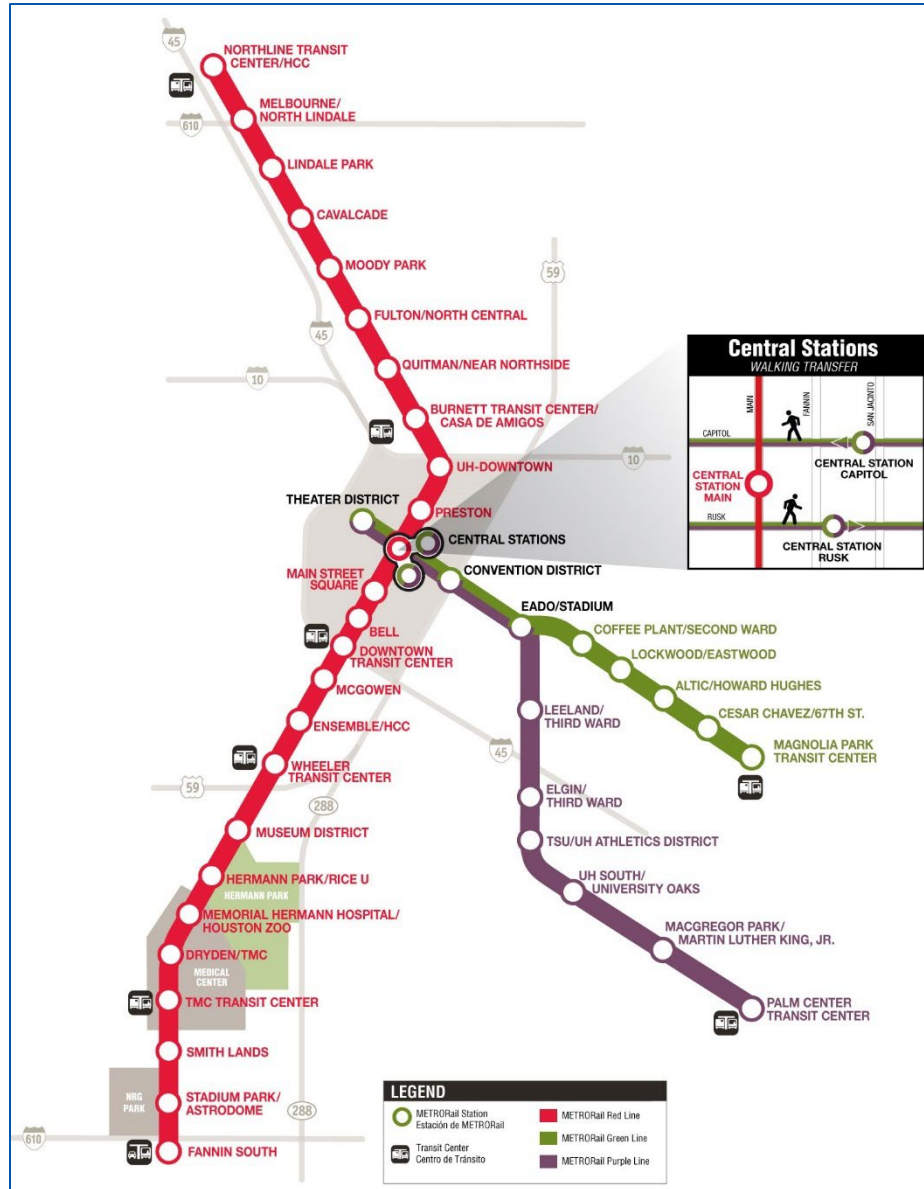 45
NORTHLINE TRANSIT
CENTER/HCC
MELBOURNE/
NORTH LINDALE
610
LINDALE PARK
CAVALCADE
MOODY PARK
59
FULTON/NORTH CENTRAL
45
QUITMAN/NEAR NORTHSIDE
10
BURNETT TRANSIT CENTER/
CASA DE AMIGOS
UH-DOWNTOWN
10
THEATER DISTRICT
PRESTON
CENTRAL STATIONS
CONVENTION DISTRICT
MAIN STREET
SQUARE
EADO/STADIUM
BELL
COFFEE PLANT/SECOND WARD
DOWNTOWN
TRANSIT CENTER
LOCKWOOD/EASTWOOD
MCGOWEN
ALTIC/HOWARD HUGHES
LEELAND/
THIRD WARD
CESAR CHAVEZ/67TH ST.
ENSEMBLE/HCC
45
MAGNOLIA PARK
TRANSIT CENTER
WHEELER
TRANSIT CENTER
59
288
ELGIN/
THIRD WARD
MUSEUM DISTRICT
TSU/UH ATHLETICS DISTRICT
HERMANN PARK/RICE U
HERMANN PARK
UH SOUTH/
UNIVERSITY OAKS
MEMORIAL HERMANN HOSPITAL/
HOUSTON ZOO
MACGREGOR PARK/
MARTIN LUTHER KING, JR.
DRYDEN/TMC
MEDICAL
CENTER
TMC TRANSIT CENTER
PALM CENTER
TRANSIT CENTER
SMITH LANDS
NRG
PARK
STADIUM PARK/
ASTRODOME
288
610
FANNIN SOUTH
Central Stations
WALKING TRANSFER
MAIN
FANNIN
SAN JACINTO
CAPITOL
CENTRAL STATION
CAPITOL
CENTRAL
STATION
MAIN
RUSK
CENTRAL STATION
RUSK
LEGEND
METRORail Station
Estación de METRORail
Transit Center
Centro de Tránsito
METRORail Red Line
METRORail Green Line
METRORail Purple Line